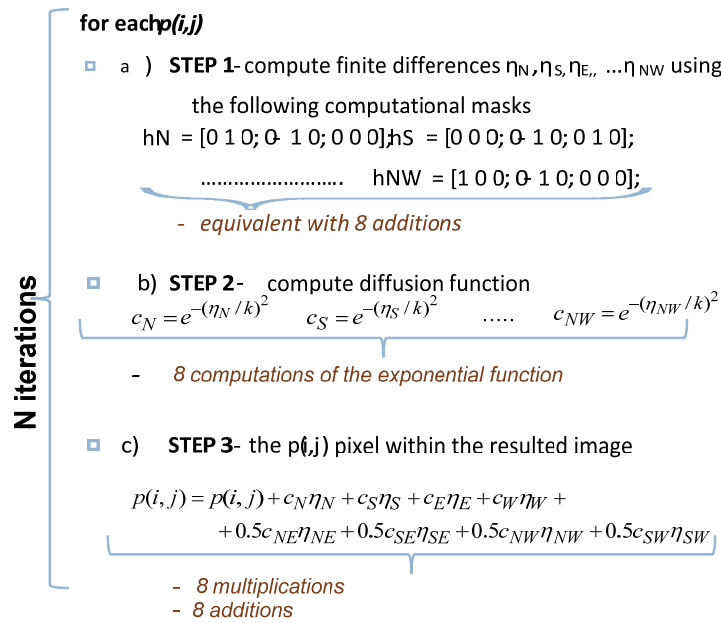 for each p(i,j)
a ) STEP 1- compute finite differences ηN,ηS,ηE,, ...ηNW using
the following computational masks
hN = [0 1 0; 0 - 1 0; 0 0 0]; hS = [0 0 0; 0 - 1 0; 0 1 0];
........................ hNW = [1 0 0; 0 - 1 0; 0 0 0];
- equivalent with 8 additions
b) STEP 2- compute diffusion function
c_N = e^{-(η_N / k)^2} c_S = e^{-(η_S / k)^2} ..... c_NW = e^{-(η_NW / k)^2}
- 8 computations of the exponential function
c) STEP 3- the p(i,j) pixel within the resulted image
p(i, j) = p(i, j) + c_N η_N + c_S η_S + c_E η_E + c_W η_W +
+ 0.5c_NE η_NE + 0.5c_SE η_SE + 0.5c_NW η_NW + 0.5c_SW η_SW
- 8 multiplications
- 8 additions
N iterations